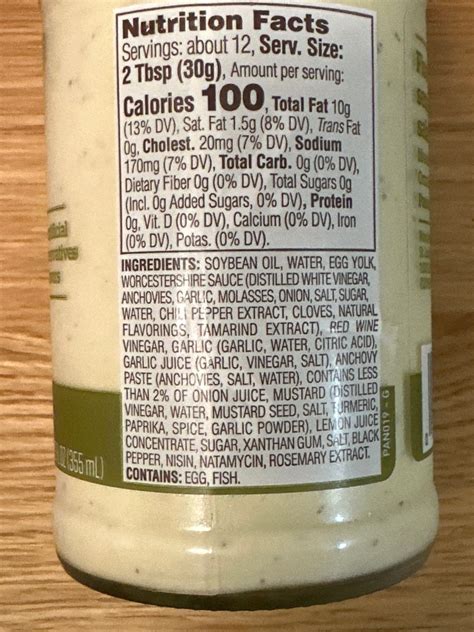 Nutrition Facts
Servings: about 12, Serv. Size:
2 Tbsp (30g), Amount per serving:
Calories 100, Total Fat 10g
(13% DV), Sat. Fat 1.5g (8% DV), Trans Fat
0g, Cholest. 20mg (7% DV), Sodium
170mg (7% DV), Total Carb. 0g (0% DV),
Dietary Fiber 0g (0% DV), Total Sugars 0g
(Incl. 0g Added Sugars, 0% DV), Protein
0g, Vit. D (0% DV), Calcium (0% DV), Iron
(0% DV), Potas. (0% DV).
INGREDIENTS: SOYBEAN OIL, WATER, EGG YOLK,
WORCESTERSHIRE SAUCE (DISTILLED WHITE VINEGAR,
ANCHOVIES, GARLIC, MOLASSES, ONION, SALT, SUGAR,
WATER, CHILI PEPPER EXTRACT, CLOVES, NATURAL
FLAVORINGS, TAMARIND EXTRACT), RED WINE
VINEGAR, GARLIC (GARLIC, WATER, CITRIC ACID),
GARLIC JUICE (GARLIC, VINEGAR, SALT), ANCHOVY
PASTE (ANCHOVIES, SALT, WATER), CONTAINS LESS
THAN 2% OF ONION JUICE, MUSTARD (DISTILLED
VINEGAR, WATER, MUSTARD SEED, SALT, TURMERIC,
PAPRIKA, SPICE, GARLIC POWDER), LEMON JUICE
CONCENTRATE, SUGAR, XANTHAN GUM, SALT, BLACK
PEPPER, NISIN, NATAMYCIN, ROSEMARY EXTRACT.
CONTAINS: EGG, FISH.
PAN019 - G
OZ (355 mL)